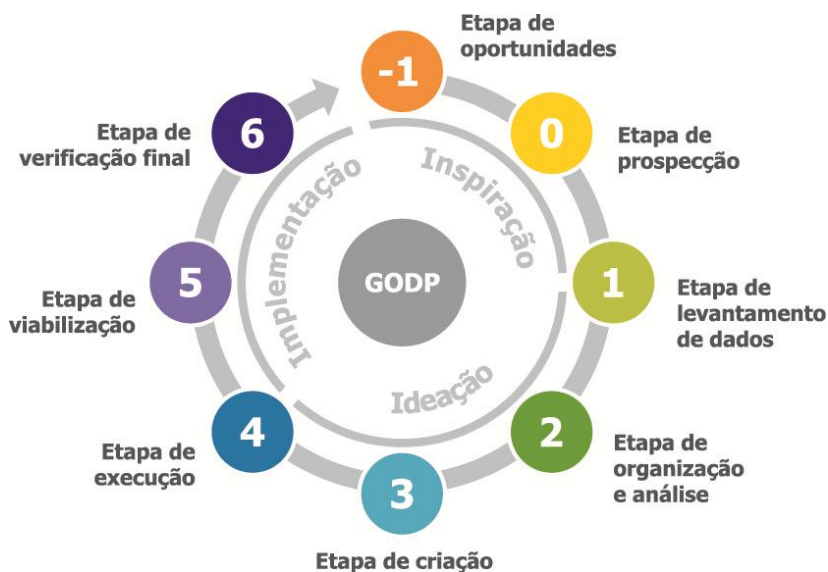 -1
Etapa de
oportunidades
0
Etapa de
prospecção
1
Etapa de
levantamento
de dados
2
Etapa de
organização
e análise
3
Etapa de criação
4
Etapa de
execução
5
Etapa de
viabilização
6
Etapa de
verificação final
Inspiração
Ideação
Implementação
GODP